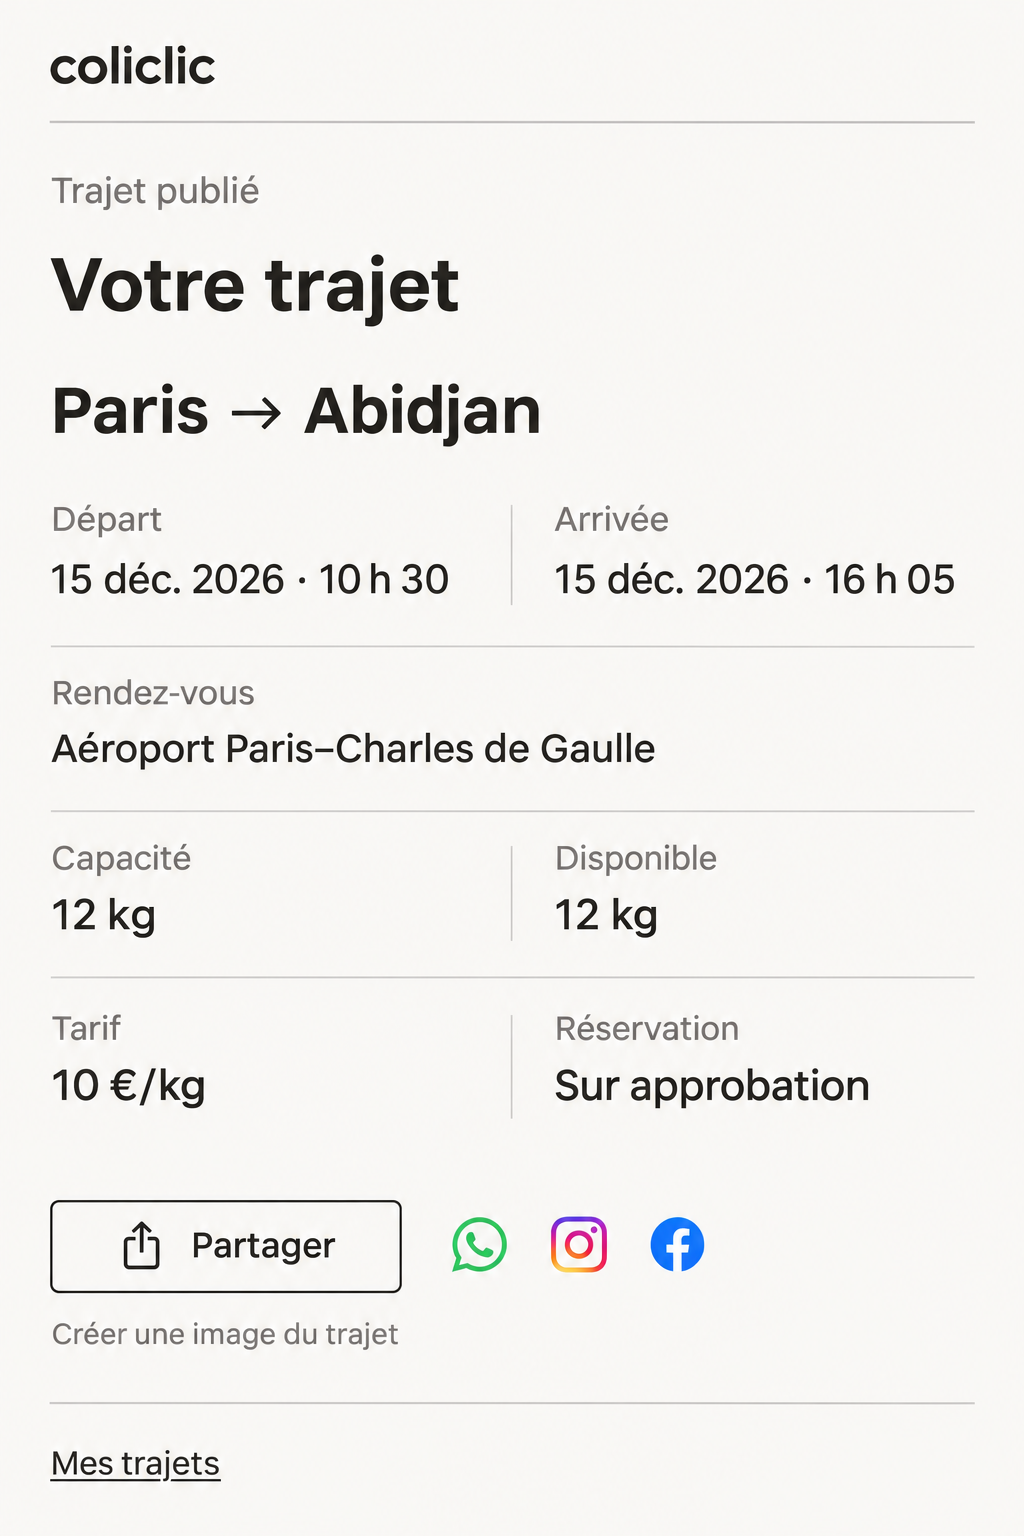 coliclic
Trajet publié
Votre trajet
Paris → Abidjan
Départ
15 déc. 2026 · 10 h 30
Arrivée
15 déc. 2026 · 16 h 05
Rendez-vous
Aéroport Paris–Charles de Gaulle
Capacité
12 kg
Disponible
12 kg
Tarif
10 €/kg
Réservation
Sur approbation
Partager
Créer une image du trajet
Mes trajets